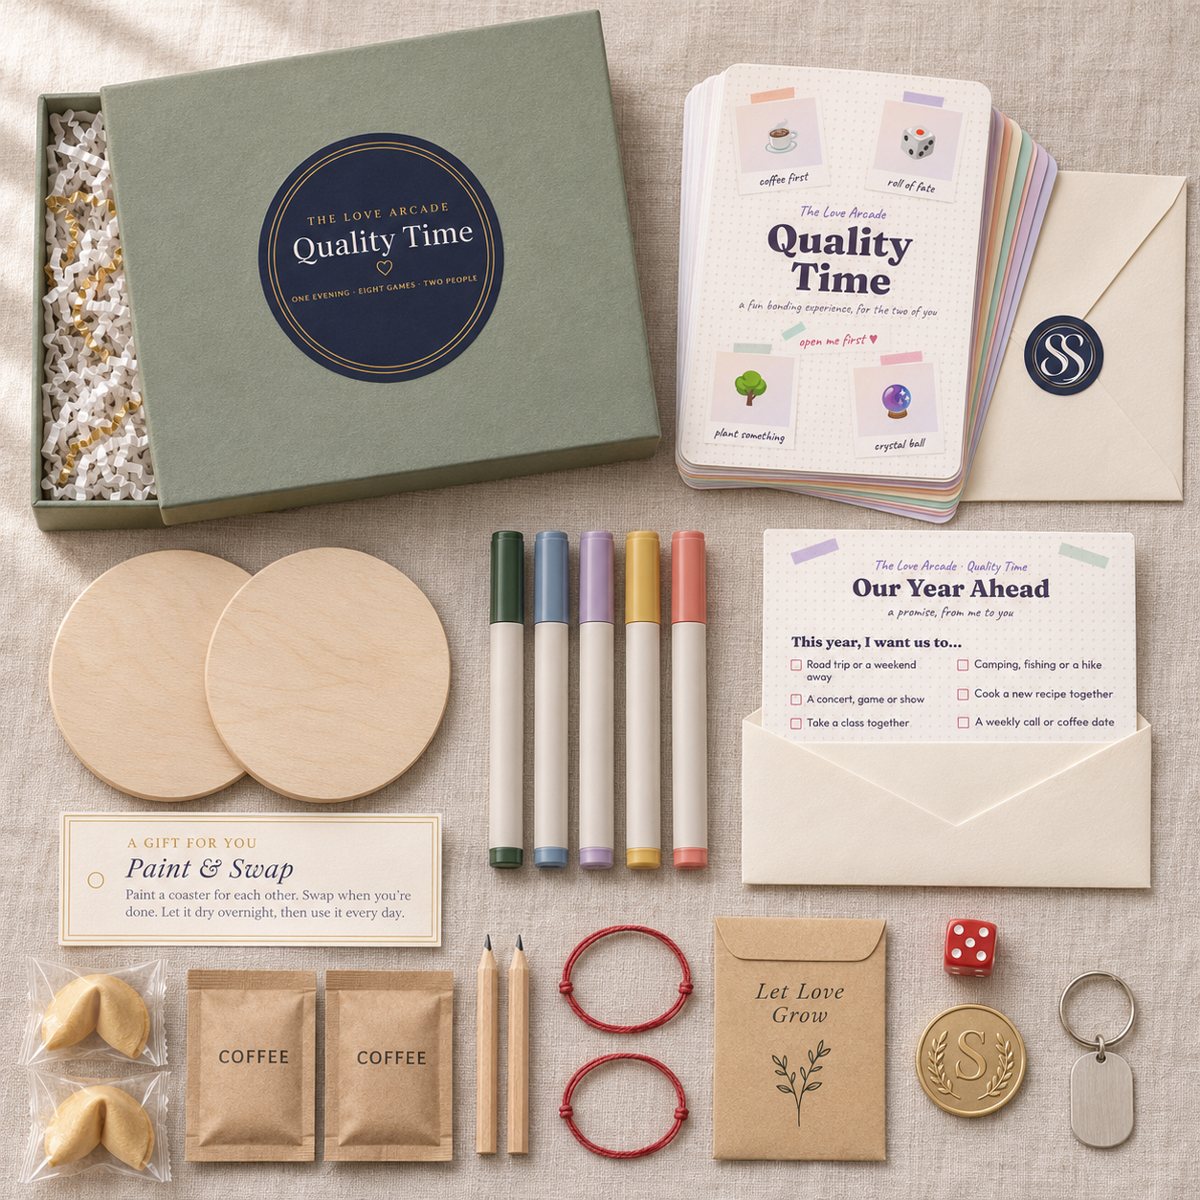 THE LOVE ARCADE
Quality Time
ONE EVENING · EIGHT GAMES · TWO PEOPLE
coffee first
roll of fate
The Love Arcade
Quality
Time
a fun bonding experience, for the two of you
open me first ♥
plant something
crystal ball
SS
The Love Arcade · Quality Time
Our Year Ahead
a promise, from me to you
This year, I want us to...
Road trip or a weekend
away
A concert, game or show
Take a class together
Camping, fishing or a hike
Cook a new recipe together
A weekly call or coffee date
A GIFT FOR YOU
Paint & Swap
Paint a coaster for each other. Swap when you're
done. Let it dry overnight, then use it every day.
COFFEE
COFFEE
Let Love
Grow
S